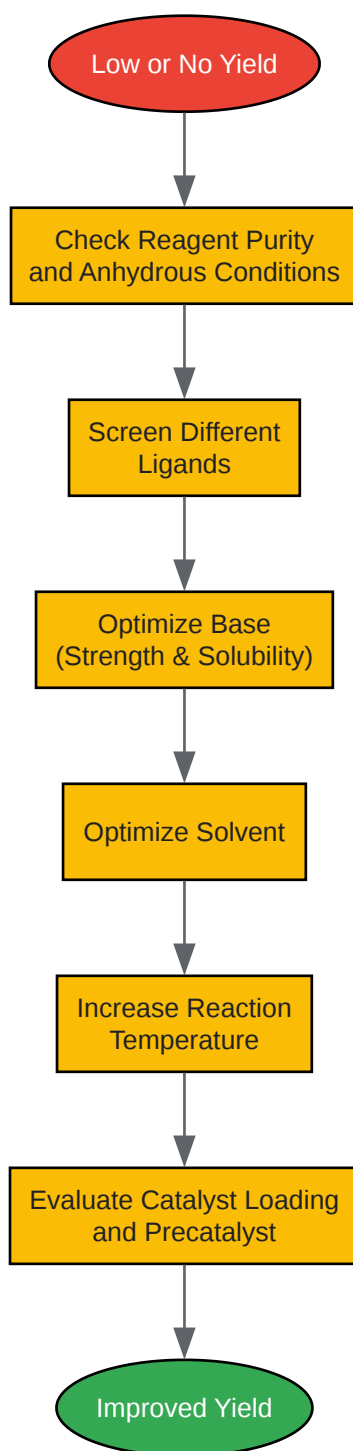 Low or No Yield
Check Reagent Purity
and Anhydrous Conditions
Screen Different
Ligands
Optimize Base
(Strength & Solubility)
Optimize Solvent
Increase Reaction
Temperature
Evaluate Catalyst Loading
and Precatalyst
Improved Yield